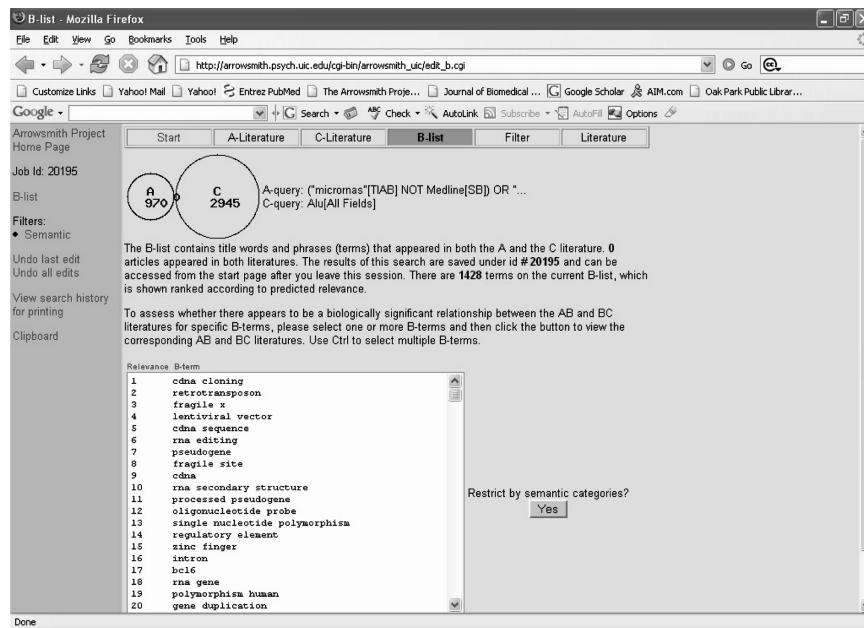 B-list - Mozilla Firefox
File Edit View Go Bookmarks Tools Help
http://arrowsmith.psych.uic.edu/cgi-bin/arrowsmith_uic/edit_b.cgi Go
Customize Links Yahoo! Mail Yahoo! Entrez PubMed The Arrowsmith Proje... Journal of Biomedical ... Google Scholar AIM.com Oak Park Public Librar...
Google Search Check AutoLink Subscribe AutoFill Options
Arrowsmith Project
Home Page
Job Id: 20195
B-list
Filters:
Semantic
Undo last edit
Undo all edits
View search history
for printing
Clipboard
Start A-Literature C-Literature B-list Filter Literature
A
970
C
2945
A-query: ("micrornas"[TIAB] NOT Medline[SB]) OR "...
C-query: Alu[All Fields]
The B-list contains title words and phrases (terms) that appeared in both the A and the C literature. 0
articles appeared in both literatures. The results of this search are saved under id # 20195 and can be
accessed from the start page after you leave this session. There are 1428 terms on the current B-list, which
is shown ranked according to predicted relevance.
To assess whether there appears to be a biologically significant relationship between the AB and BC
literatures for specific B-terms, please select one or more B-terms and then click the button to view the
corresponding AB and BC literatures. Use Ctrl to select multiple B-terms.
Relevance B-term
1 cdna cloning
2 retrotransposon
3 fragile x
4 lentiviral vector
5 cdna sequence
6 rna editing
7 pseudogene
8 fragile site
9 cdna
10 rna secondary structure
11 processed pseudogene
12 oligonucleotide probe
13 single nucleotide polymorphism
14 regulatory element
15 zinc finger
16 intron
17 bcl6
18 rna gene
19 polymorphism human
20 gene duplication
Restrict by semantic categories?
Yes
Done